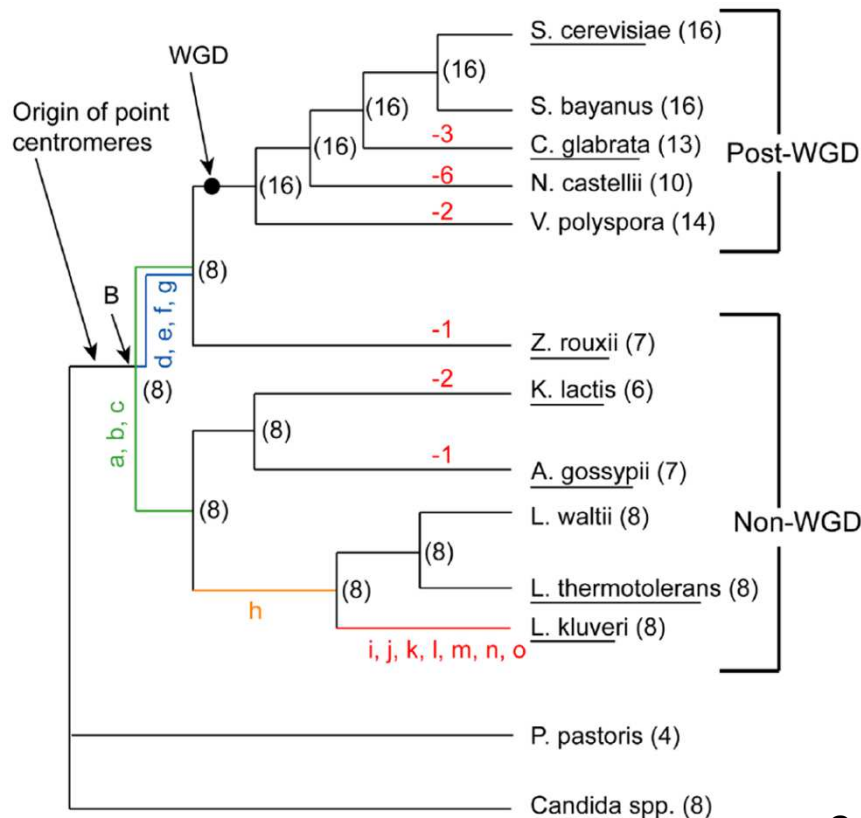 S. cerevisiae (16)
WGD
(16)
Origin of point
centromeres
S. bayanus (16)
(16)
-3
C. glabrata (13)
Post-WGD
(16)
-6
N. castellii (10)
(16)
-2
V. polyspora (14)
(8)
B
d, e, f, g
-1
Z. rouxii (7)
(8)
-2
K. lactis (6)
a, b, c
(8)
-1
A. gossypii (7)
(8)
L. waltii (8)
Non-WGD
(8)
L. thermotolerans (8)
h
(8)
L. kluveri (8)
i, j, k, l, m, n, o
P. pastoris (4)
Candida spp. (8)